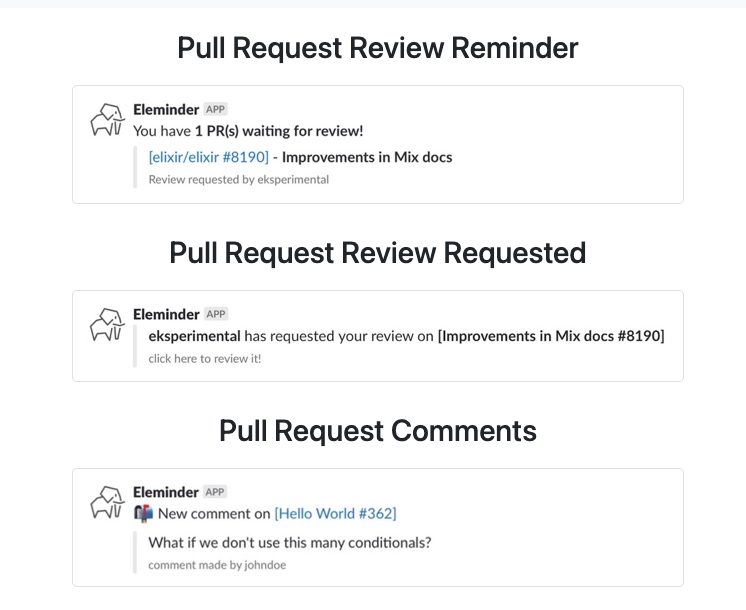 Pull Request Review Reminder
Eleminder APP
You have 1 PR(s) waiting for review!
[elixir/elixir #8190] - Improvements in Mix docs
Review requested by eksperimental
Pull Request Review Requested
Eleminder APP
eksperimental has requested your review on [Improvements in Mix docs #8190]
click here to review it!
Pull Request Comments
Eleminder APP
New comment on [Hello World #362]
What if we don't use this many conditionals?
comment made by johndoe